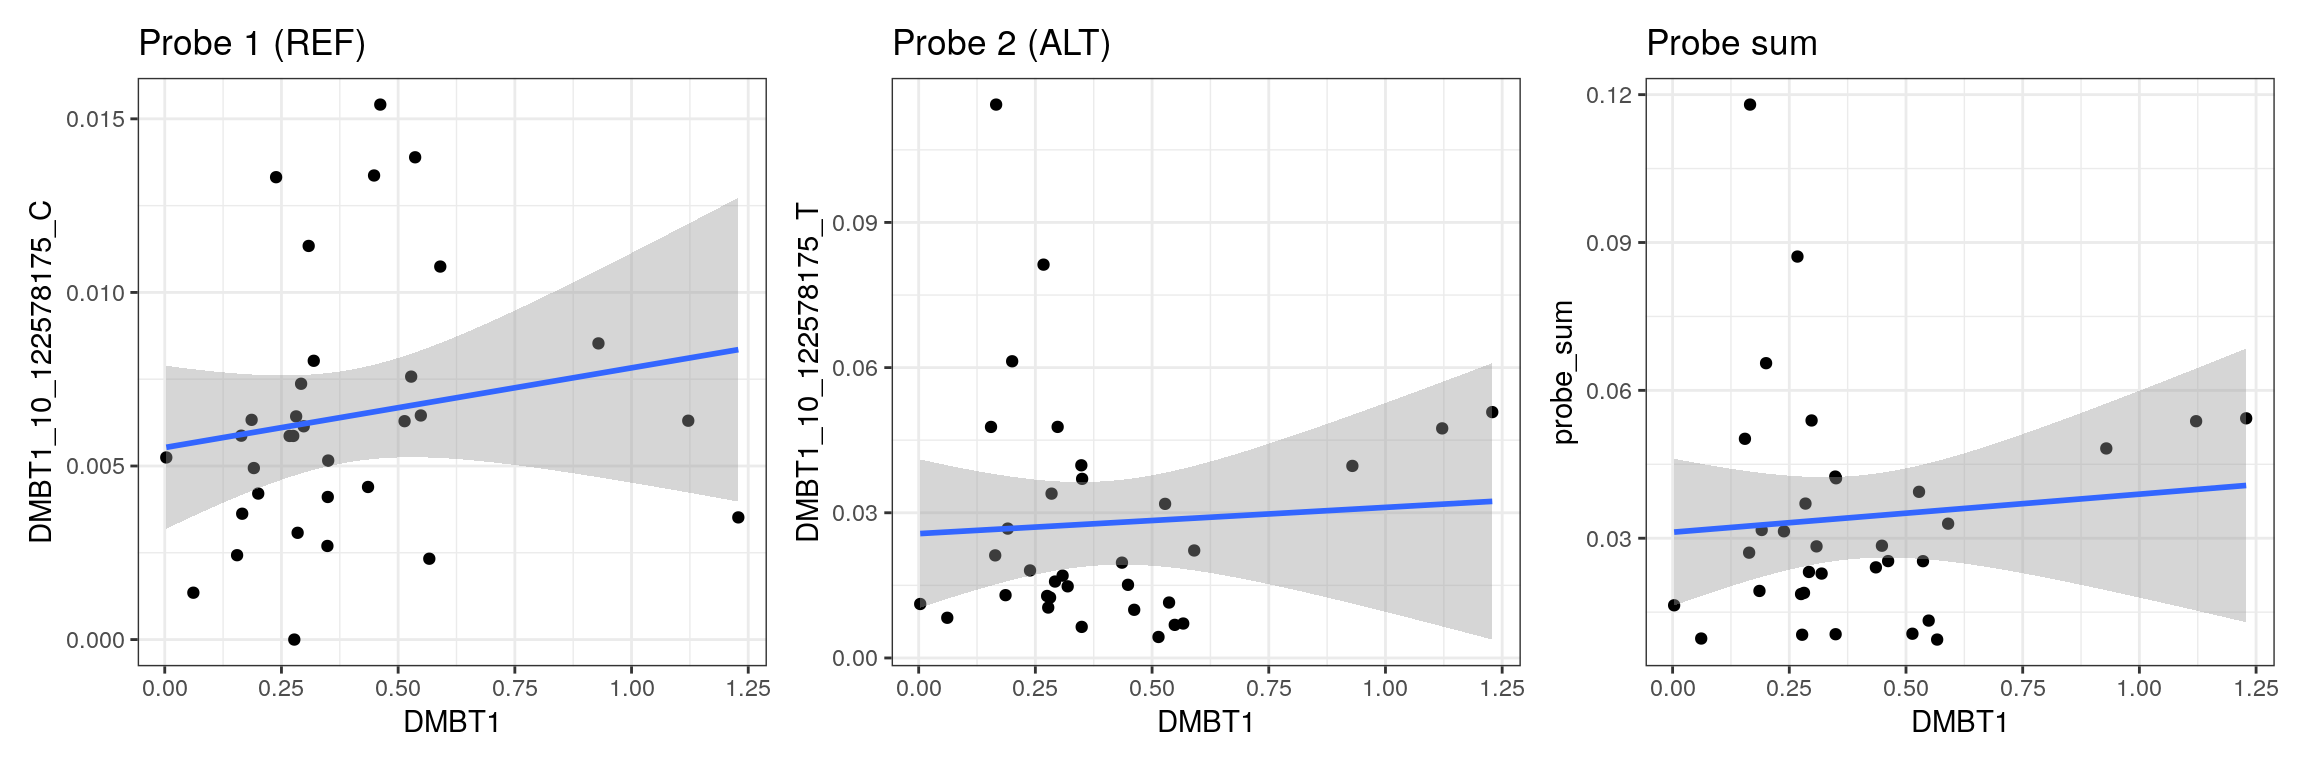 Probe 1 (REF)
DMBT1_10_122578175_C
0.015
0.010
0.005
0.000
0.00 0.25 0.50 0.75 1.00 1.25
DMBT1
Probe 2 (ALT)
DMBT1_10_122578175_T
0.09
0.06
0.03
0.00
0.00 0.25 0.50 0.75 1.00 1.25
DMBT1
Probe sum
probe_sum
0.12
0.09
0.06
0.03
0.00 0.25 0.50 0.75 1.00 1.25
DMBT1